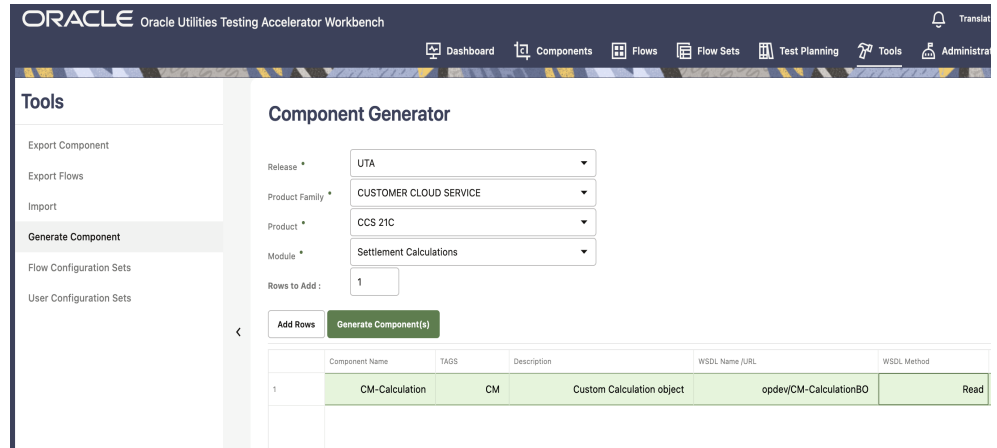 ORACLE Oracle Utilities Testing Accelerator Workbench
Translat
Dashboard Components Flows Flow Sets Test Planning Tools Administrat
Tools
Export Component
Export Flows
Import
Generate Component
Flow Configuration Sets
User Configuration Sets
Component Generator
Release * UTA
Product Family * CUSTOMER CLOUD SERVICE
Product * CCS 21C
Module * Settlement Calculations
Rows to Add : 1
Add Rows Generate Component(s)
Component Name TAGS Description WSDL Name /URL WSDL Method
1 CM-Calculation CM Custom Calculation object opdev/CM-CalculationBO Read